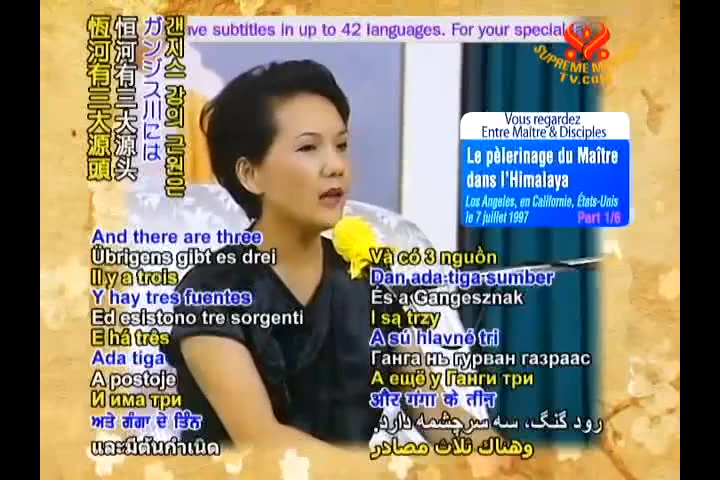 ve subtitles in up to 42 languages. For your special
SUPREME M
TV.com
갠지스 강의 근원은
ガンジス川には
恒河有三大源头
恆河有三大源頭
Vous regardez
Entre Maître & Disciples
Le pèlerinage du Maître
dans l'Himalaya
Los Angeles, en Californie, États-Unis
le 7 juillet 1997
Part 1/6
And there are three
Übrigens gibt es drei
Il y a trois
Y hay tres fuentes
Ed esistono tre sorgenti
E há três
Ada tiga
A postoje
И има три
ਅਤੇ ਗੰਗਾ ਦੇ ਤਿੰਨ
และมีต้นกำเนิด
Và có 3 nguồn
Dan ada tiga sumber
És a Gangesznak
I są trzy
A sú hlavné tri
Ганга нь гурван газраас
А ещё у Ганги три
और गंगा के तीन
رود گنگ، سه سرچشمه دارد.
وهناك ثلاث مصادر